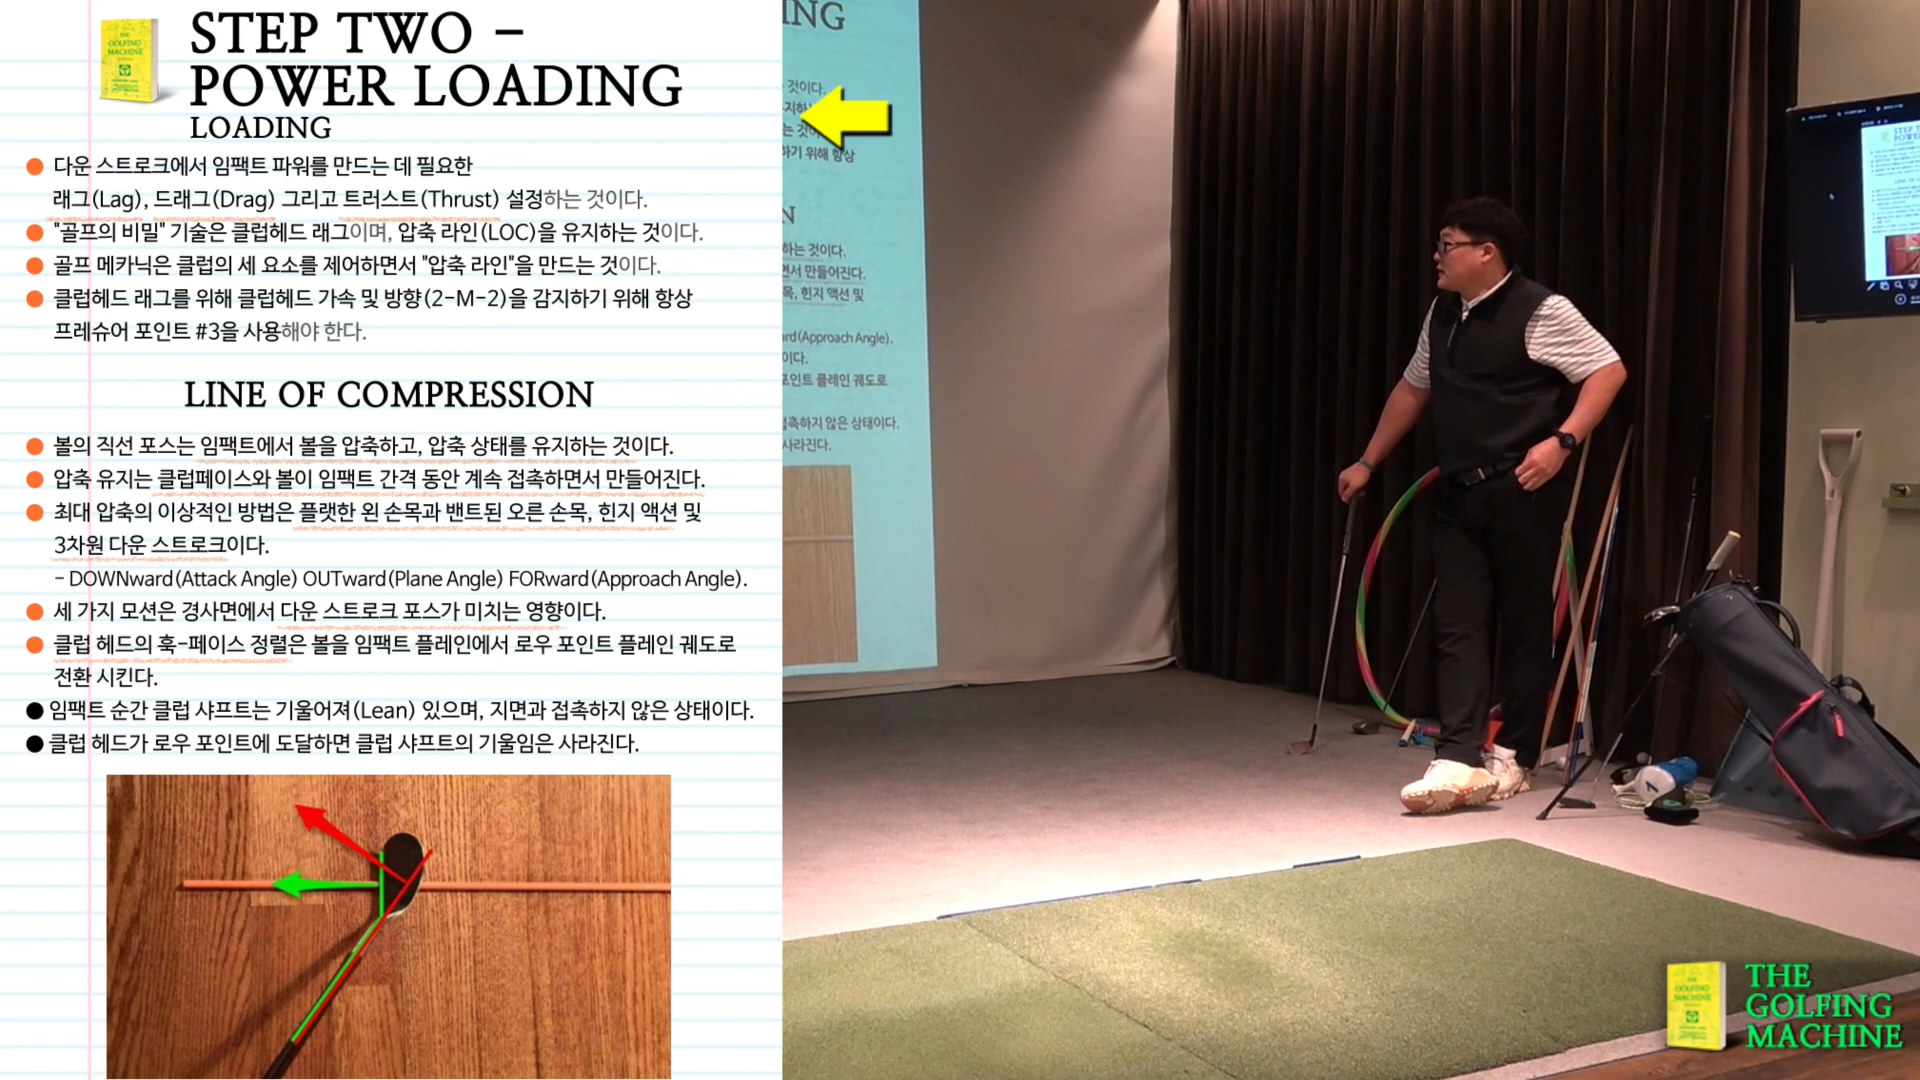 STEP TWO –
POWER LOADING
LOADING
● 다운 스트로크에서 임팩트 파워를 만드는 데 필요한
래그(Lag), 드래그(Drag) 그리고 트러스트(Thrust) 설정하는 것이다.
● "골프의 비밀" 기술은 클럽헤드 래그이며, 압축 라인(LOC)을 유지하는 것이다.
● 골프 메카닉은 클럽의 세 요소를 제어하면서 "압축 라인"을 만드는 것이다.
● 클럽헤드 래그를 위해 클럽헤드 가속 및 방향(2-M-2)을 감지하기 위해 항상
프레슈어 포인트 #3을 사용해야 한다.
LINE OF COMPRESSION
● 볼의 직선 포스는 임팩트에서 볼을 압축하고, 압축 상태를 유지하는 것이다.
● 압축 유지는 클럽페이스와 볼이 임팩트 간격 동안 계속 접촉하면서 만들어진다.
● 최대 압축의 이상적인 방법은 플랫한 왼 손목과 밴트된 오른 손목, 힌지 액션 및
3차원 다운 스트로크이다.
- DOWNward(Attack Angle) OUTward(Plane Angle) FORward(Approach Angle).
● 세 가지 모션은 경사면에서 다운 스트로크 포스가 미치는 영향이다.
● 클럽 헤드의 훅-페이스 정렬은 볼을 임팩트 플레인에서 로우 포인트 플레인 궤도로
전환 시킨다.
● 임팩트 순간 클럽 샤프트는 기울어져(Lean) 있으며, 지면과 접촉하지 않은 상태이다.
● 클럽 헤드가 로우 포인트에 도달하면 클럽 샤프트의 기울임은 사라진다.
ING
것이다.
하기 위해 항상
N
하는 것이다.
면서 만들어진다.
목, 힌지 액션 및
rd(Approach Angle).
이다.
포인트 플레인 궤도로
접촉하지 않은 상태이다.
사라진다.
THE
GOLFING
MACHINE
THE
GOLFING
MACHINE